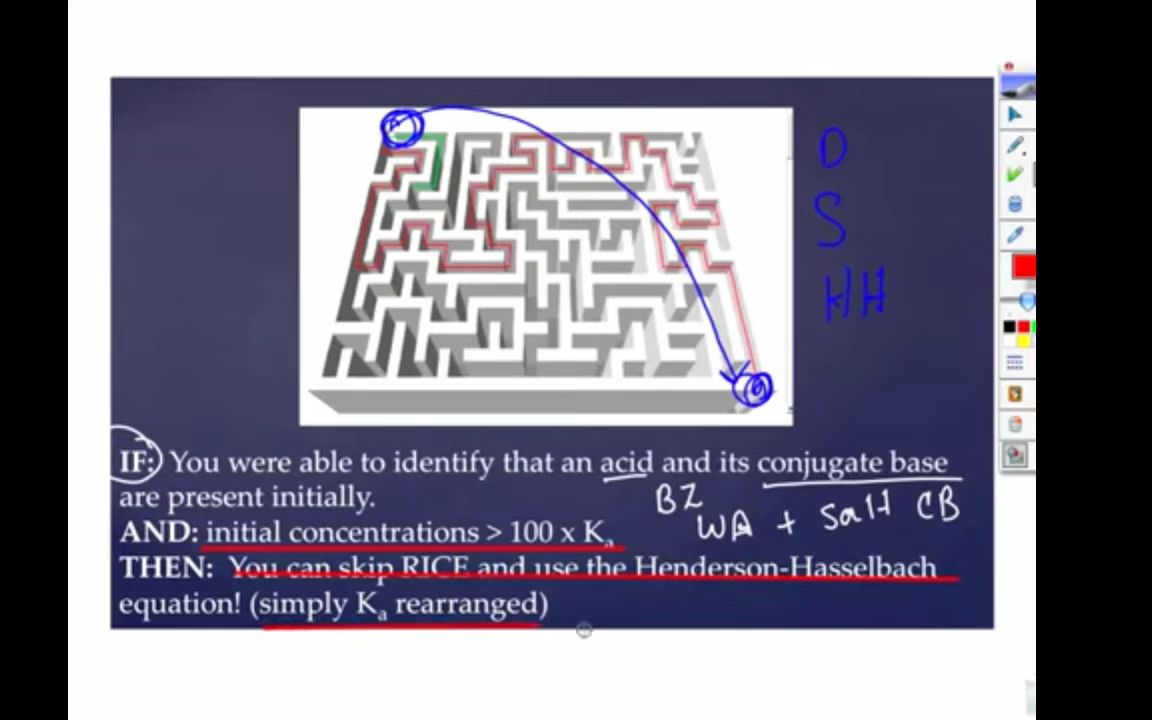 D
S
HH
IF: You were able to identify that an acid and its conjugate base
are present initially.
BZ
WA + Salt CB
AND: initial concentrations > 100 x Ka
THEN: You can skip RICE and use the Henderson-Hasselbach
equation! (simply Ka rearranged)